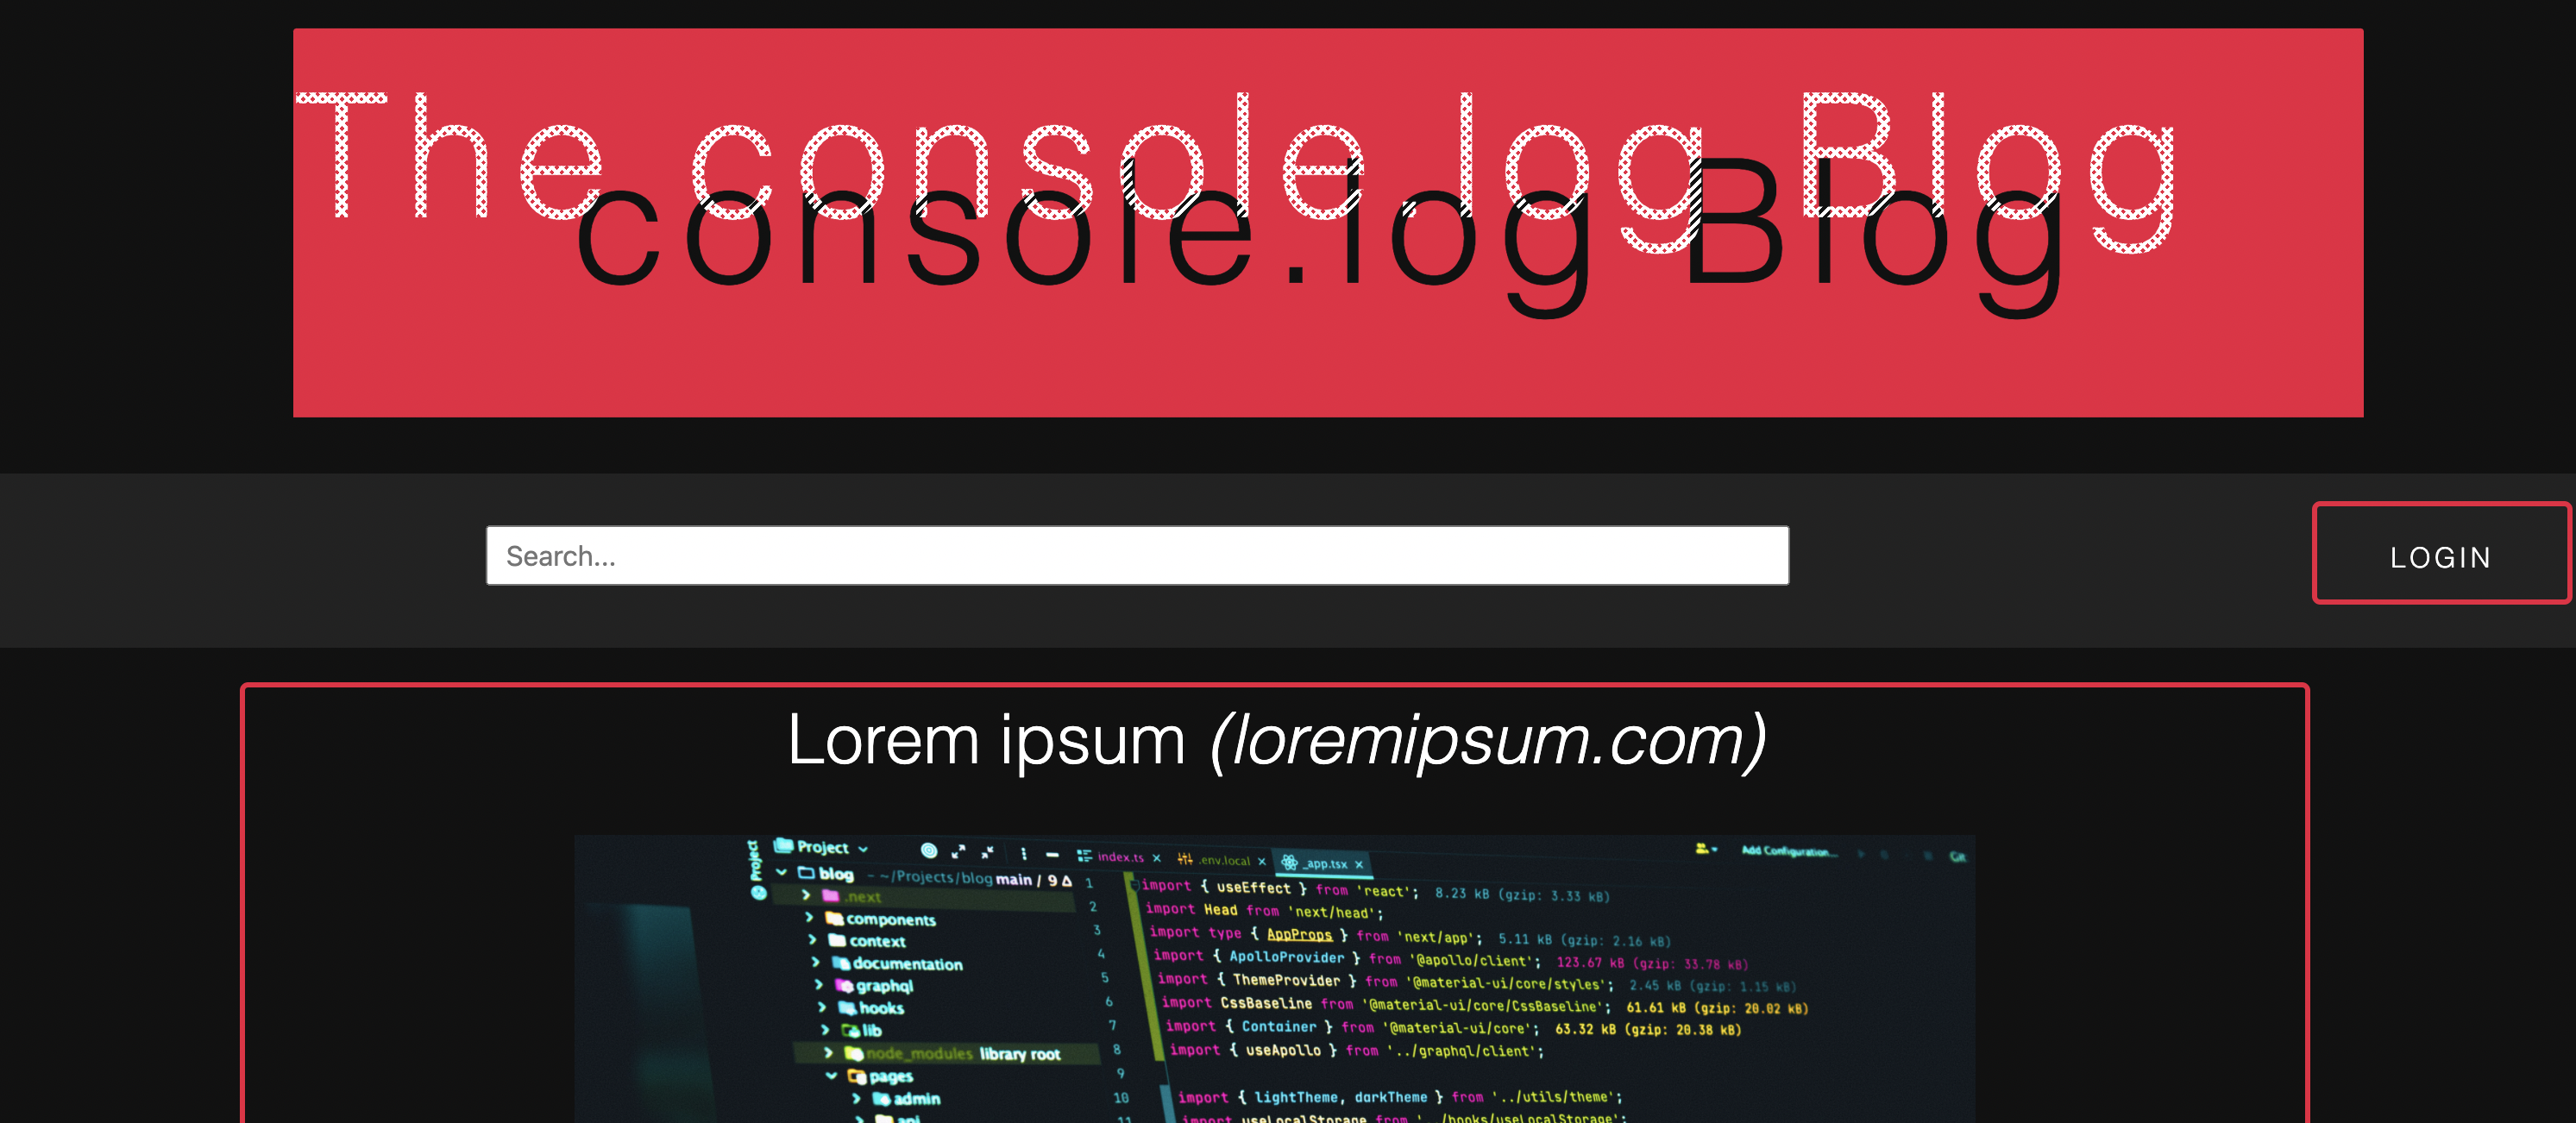 The console.log Blog
console.log Blog
Search...
LOGIN
Lorem ipsum (loremipsum.com)
Project
Project
blog ~/Projects/blog main / 9 Δ
.next
components
context
documentation
graphql
hooks
lib
node_modules library root
pages
admin
api
index.ts × .env.local × _app.tsx ×
Add Configuration...
Git
1 import { useEffect } from 'react'; 8.23 kB (gzip: 3.33 kB)
2 import Head from 'next/head';
3 import type { AppProps } from 'next/app'; 5.11 kB (gzip: 2.16 kB)
4 import { ApolloProvider } from '@apollo/client'; 123.67 kB (gzip: 33.78 kB)
5 import { ThemeProvider } from '@material-ui/core/styles'; 2.45 kB (gzip: 1.15 kB)
6 import CssBaseline from '@material-ui/core/CssBaseline'; 61.61 kB (gzip: 20.02 kB)
7 import { Container } from '@material-ui/core'; 63.32 kB (gzip: 20.38 kB)
8 import { useApollo } from '../graphql/client';
9
10 import { lightTheme, darkTheme } from '../utils/theme';
11 import useLocalStorage from '../hooks/useLocalStorage';